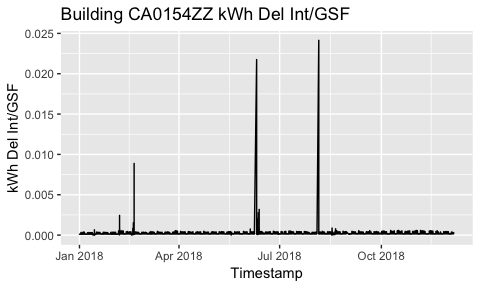 Building CA0154ZZ kWh Del Int/GSF
kWh Del Int/GSF
0.025
0.020
0.015
0.010
0.005
0.000
Jan 2018 Apr 2018 Jul 2018 Oct 2018
Timestamp